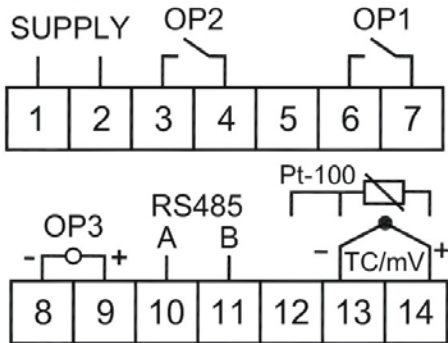 SUPPLY OP2 OP1
1 2 3 4 5 6 7
Pt-100
OP3 RS485
- + A B - TC/mV +
8 9 10 11 12 13 14